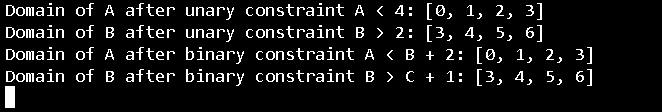 Domain of A after unary constraint A < 4: [0, 1, 2, 3]
Domain of B after unary constraint B > 2: [3, 4, 5, 6]
Domain of A after binary constraint A < B + 2: [0, 1, 2, 3]
Domain of B after binary constraint B > C + 1: [3, 4, 5, 6]